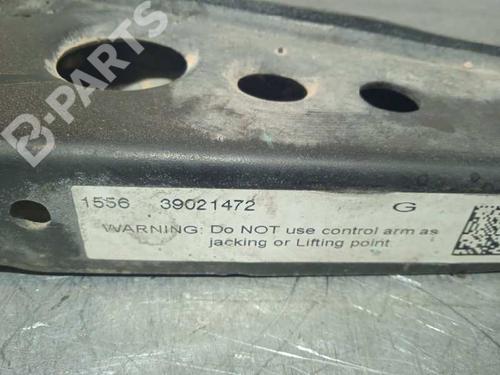 B-PARTS
1556 39021472 G
WARNING: Do NOT use control arm as
jacking or Lifting point